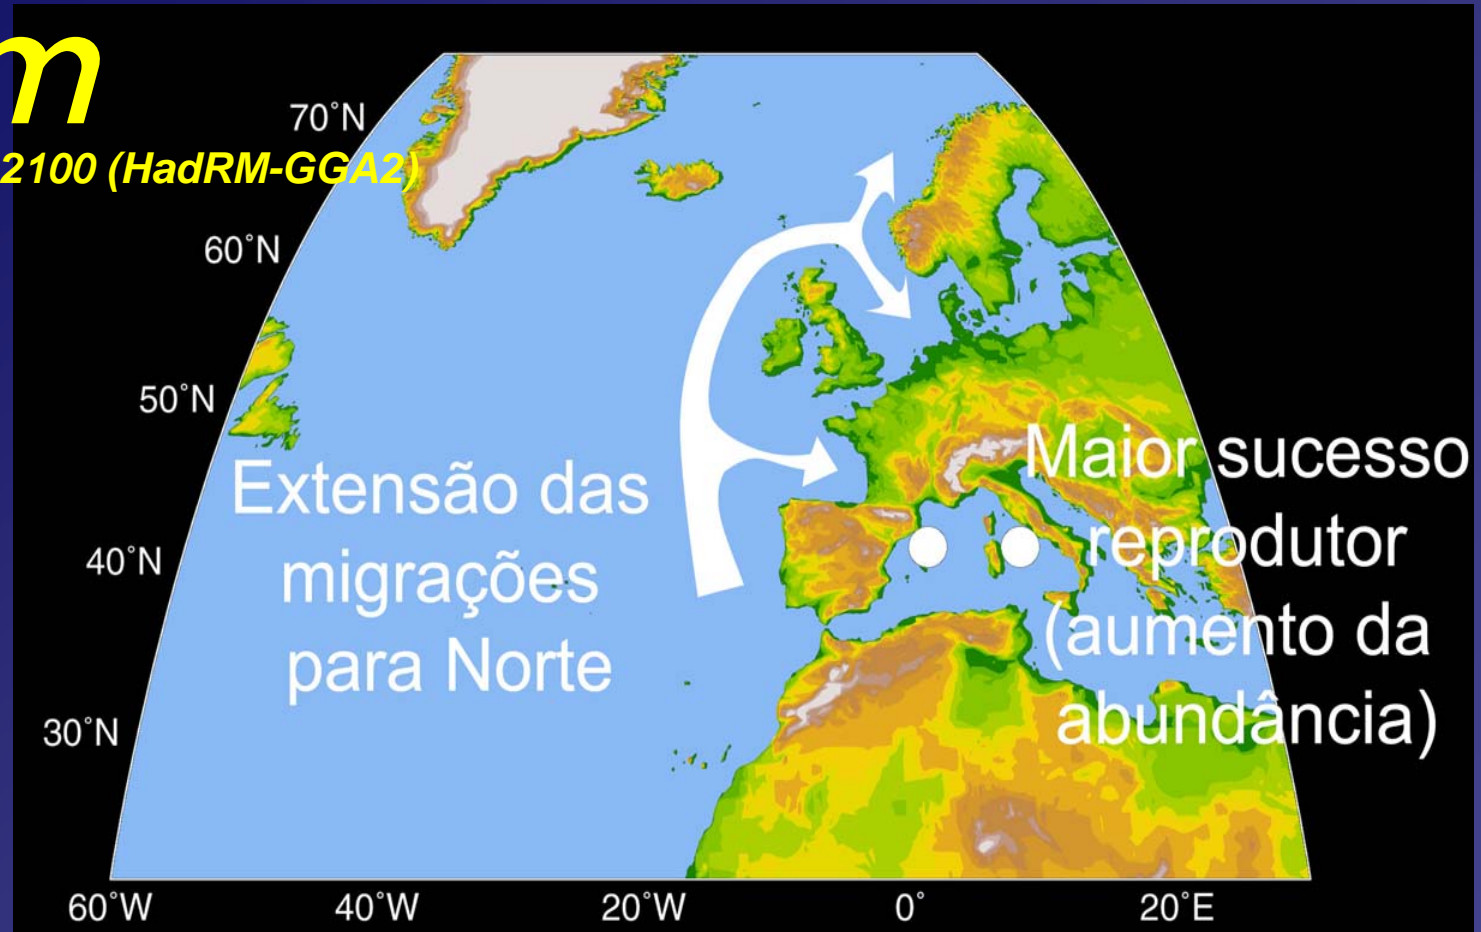 m
2100 (HadRM-GGA2)
70°N
60°N
50°N
40°N
30°N
Extensão das
migrações
para Norte
Maior sucesso
reprodutor
(aumento da
abundância)
60°W 40°W 20°W 0° 20°E